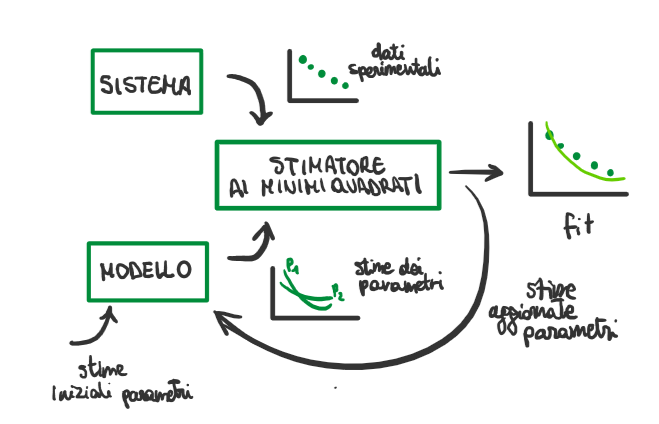 SISTEMA
dati
sperimentali
STIMATORE
AI MINIMI QUADRATI
fit
MODELLO
P1
P2
stime dei
parametri
stime
aggionate
parametri
stime
iniziali parametri